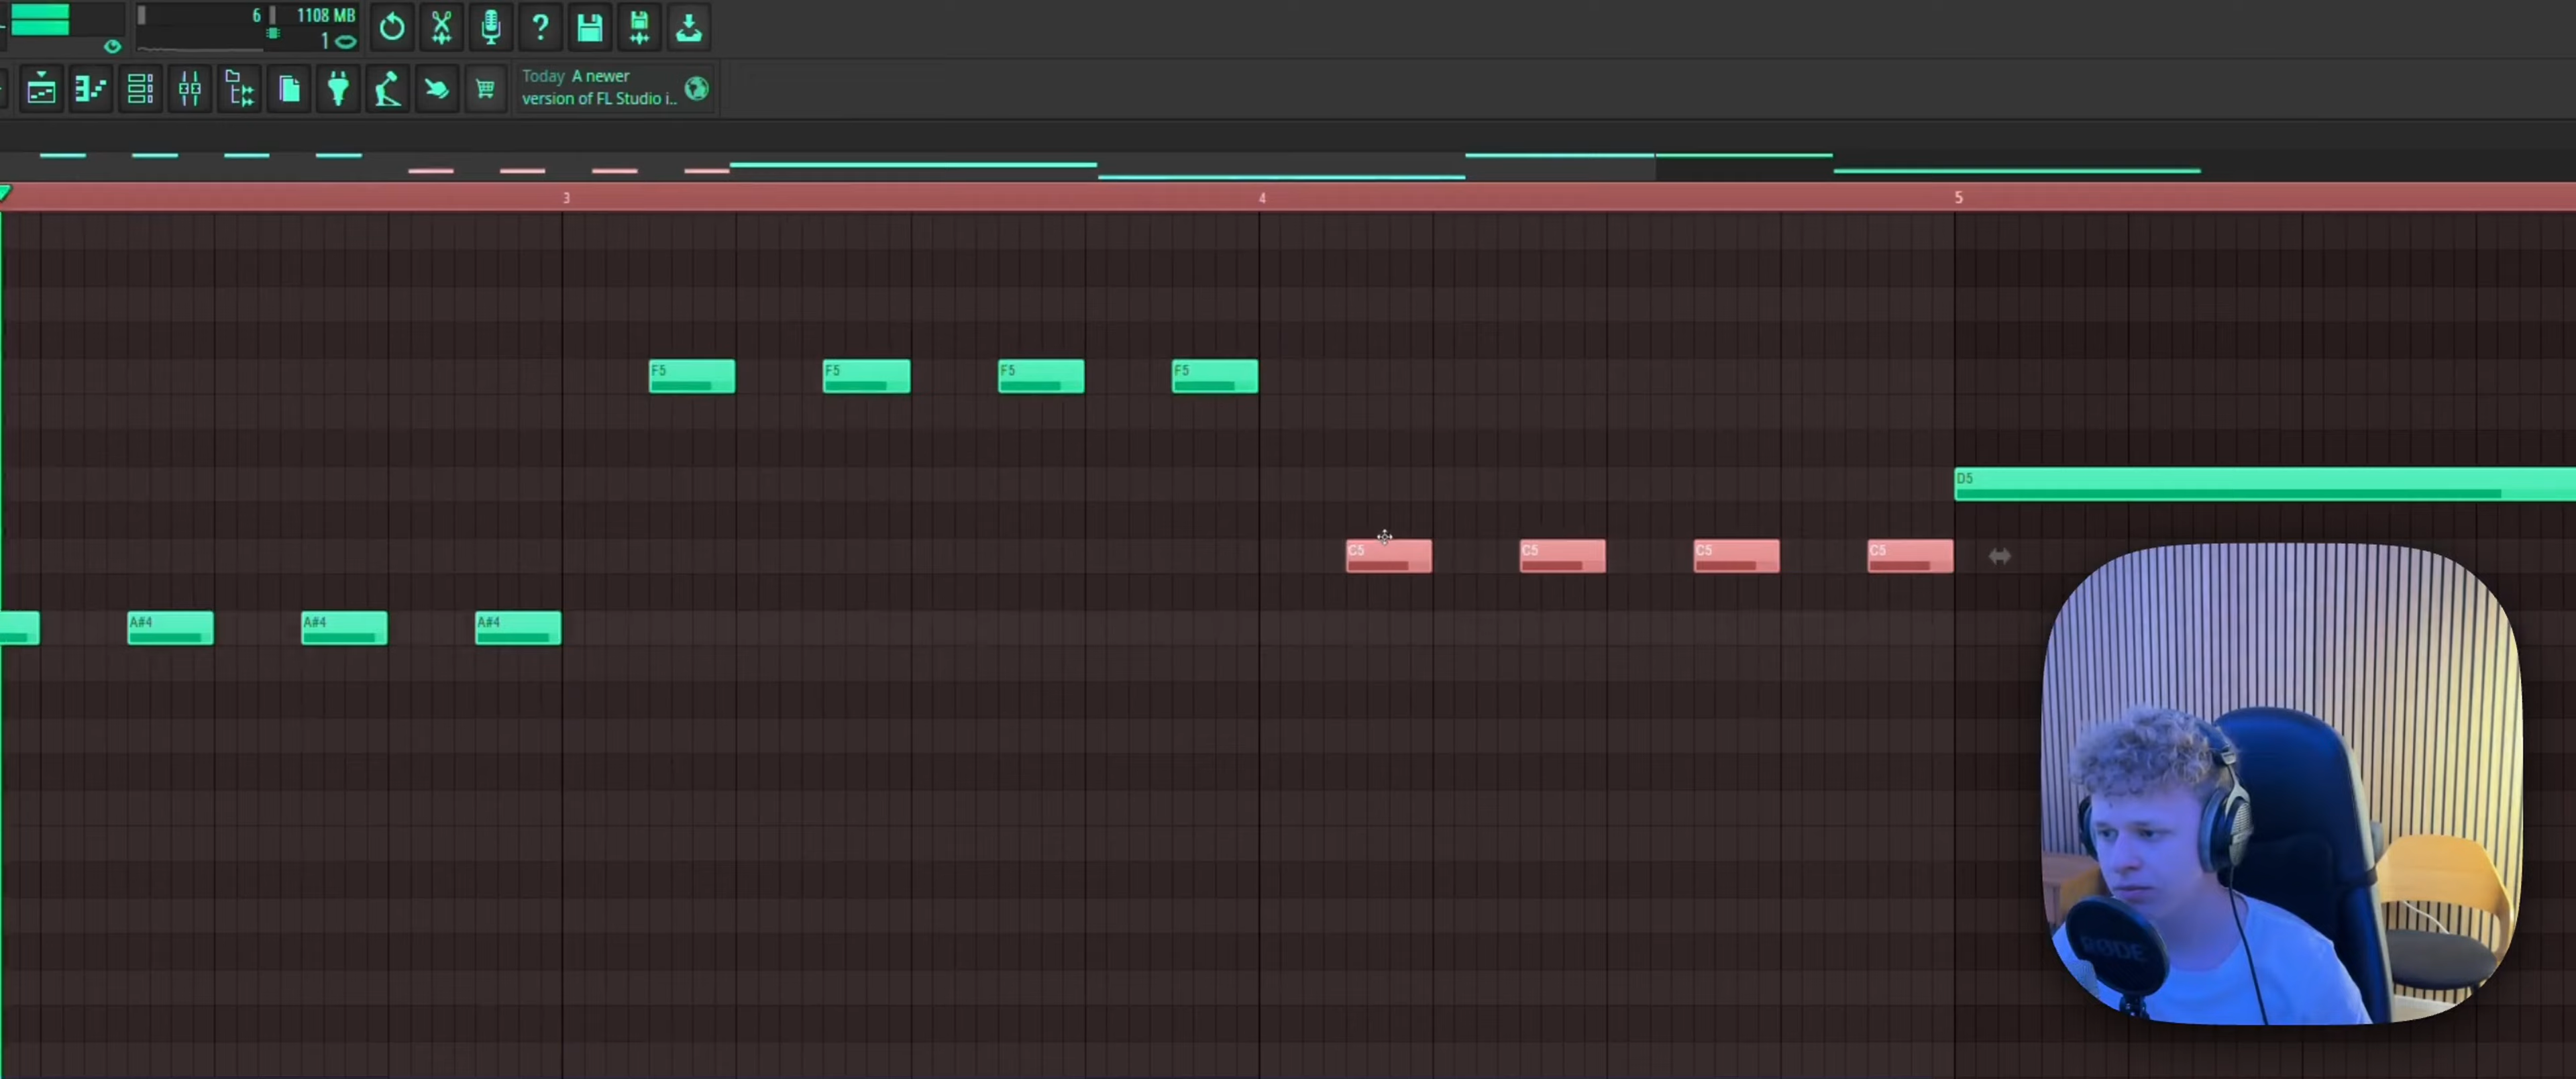 6 1108 MB
1
?
Today A newer
version of FL Studio i..
3 4 5
F5 F5 F5 F5
D5
C5 C5 C5 C5
A#4 A#4 A#4
RØDE